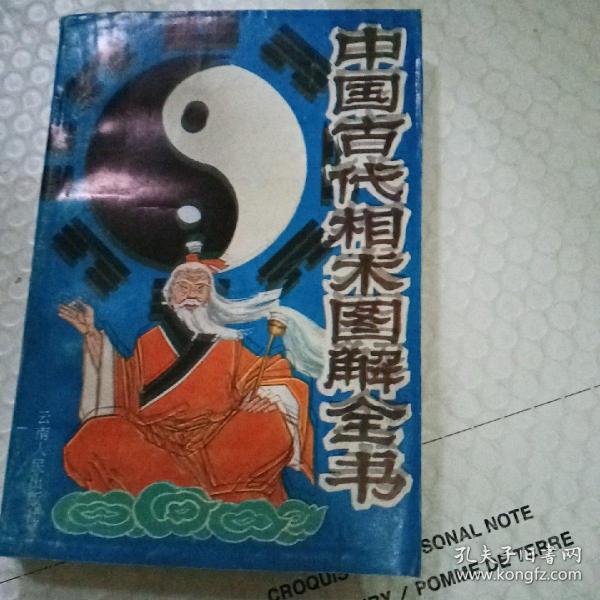 中国古代相术图解全书
云南人民出版社
CROQUIS
SONAL NOTE
RY / POMME DE TERRE
孔夫子旧书网
www.kongfz.com